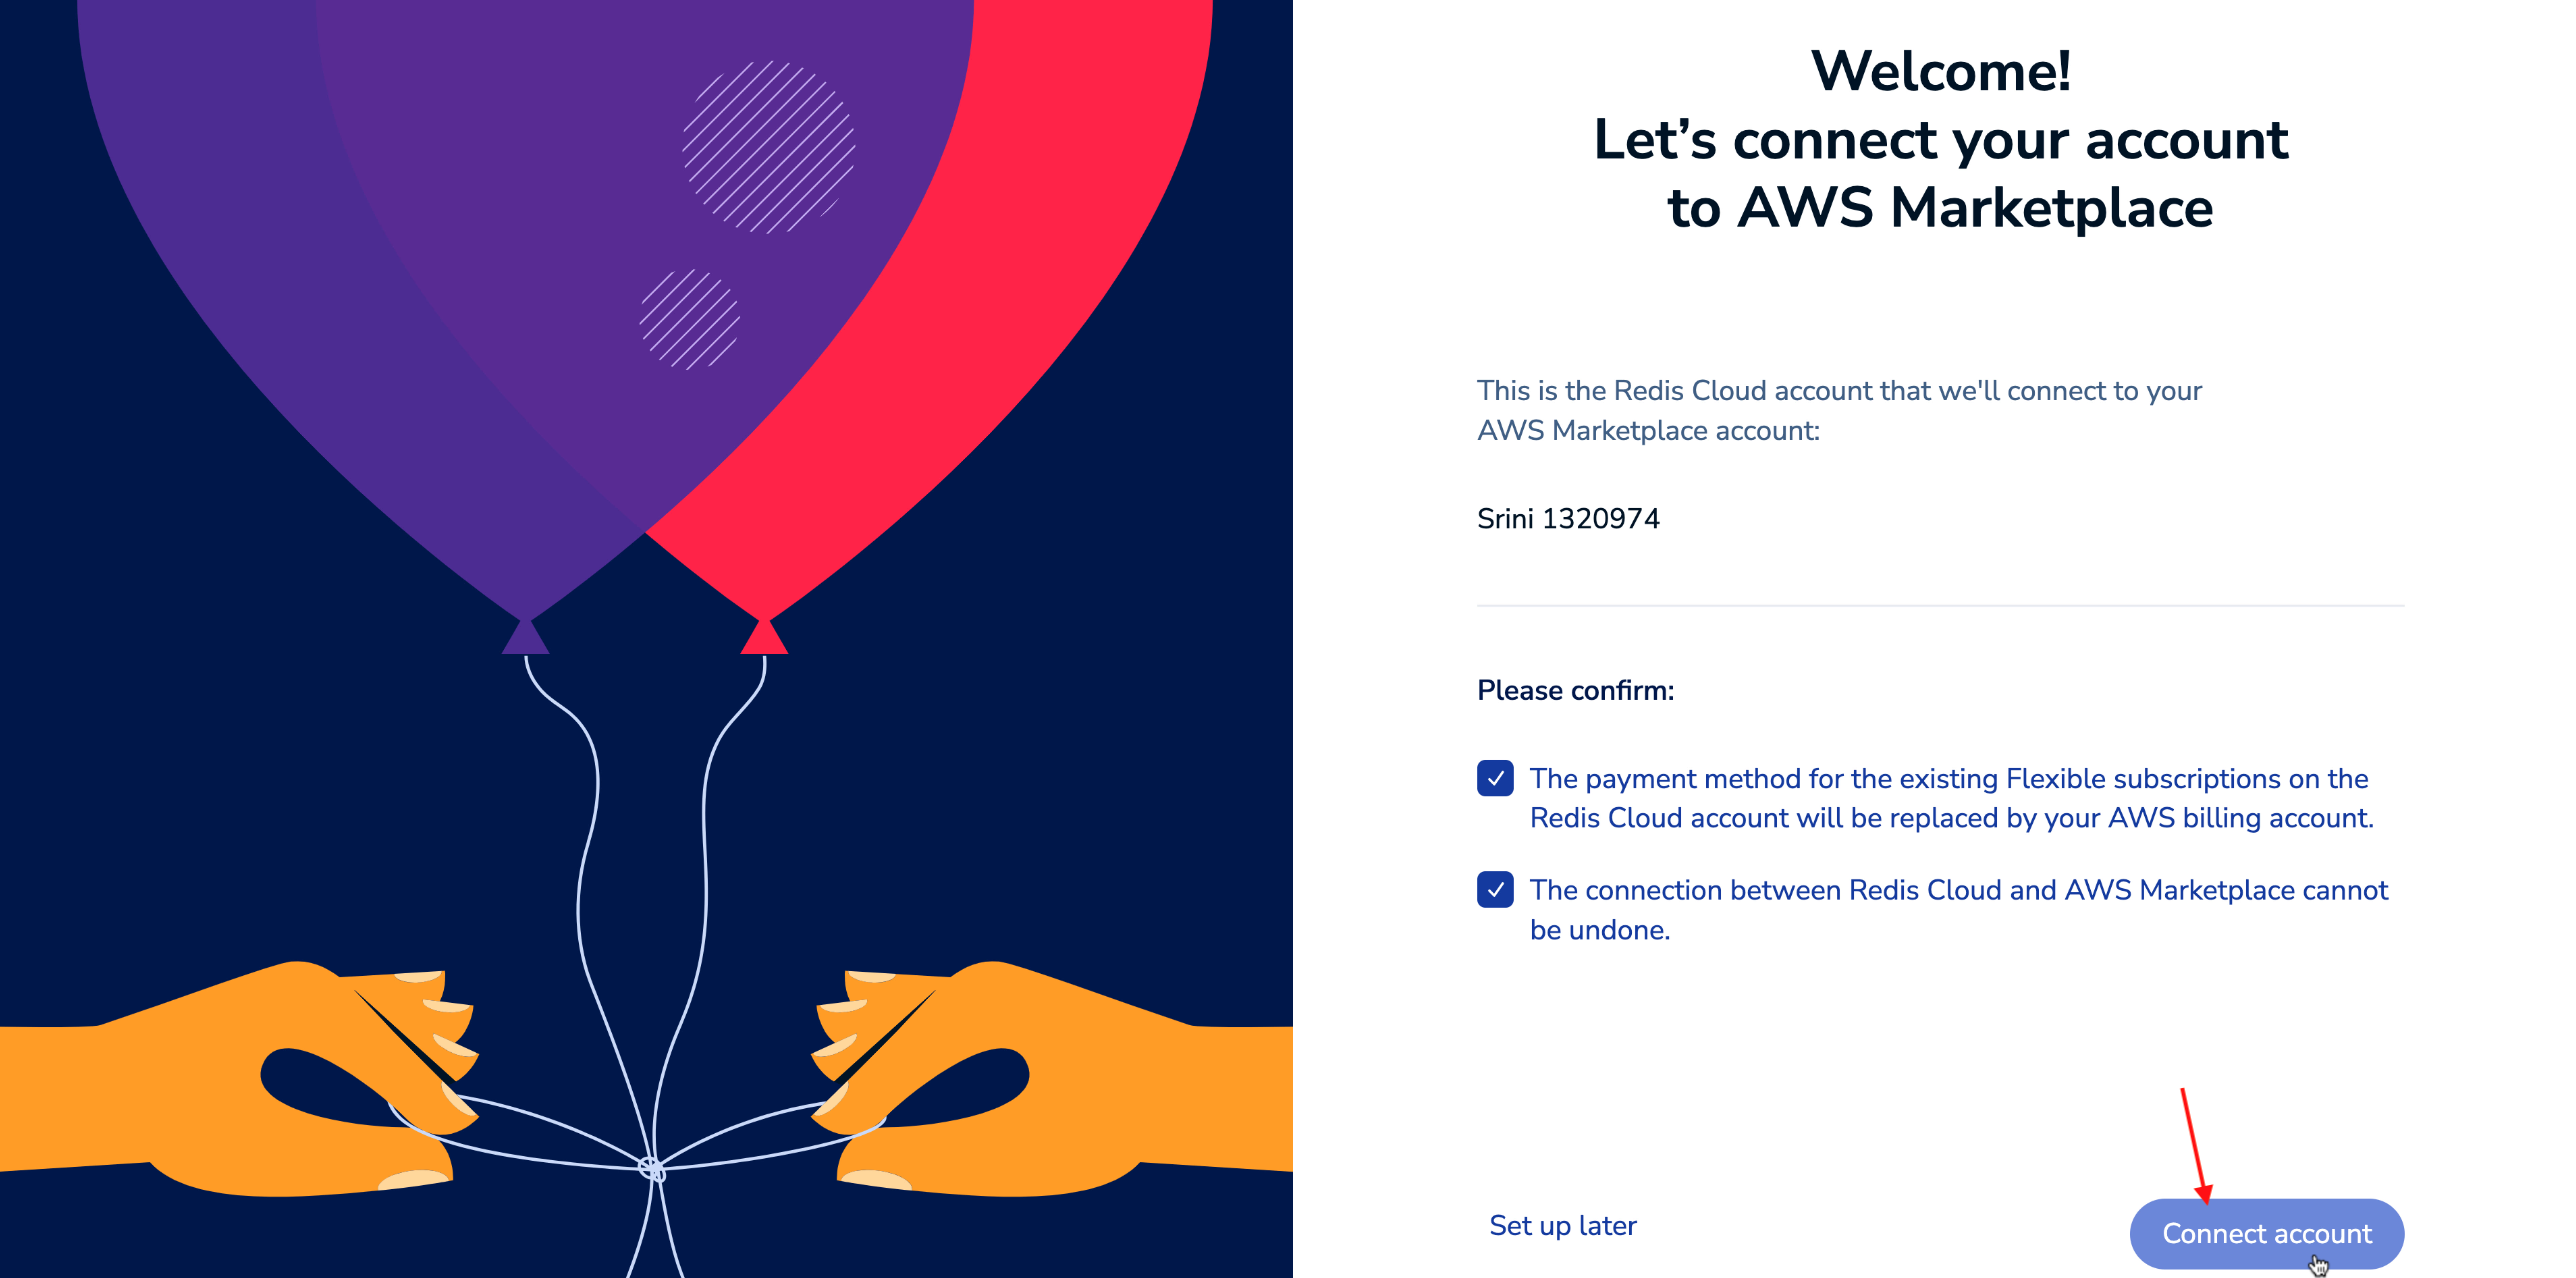 Welcome!
Let’s connect your account
to AWS Marketplace
This is the Redis Cloud account that we'll connect to your
AWS Marketplace account:
Srini 1320974
Please confirm:
The payment method for the existing Flexible subscriptions on the
Redis Cloud account will be replaced by your AWS billing account.
The connection between Redis Cloud and AWS Marketplace cannot
be undone.
Set up later
Connect account